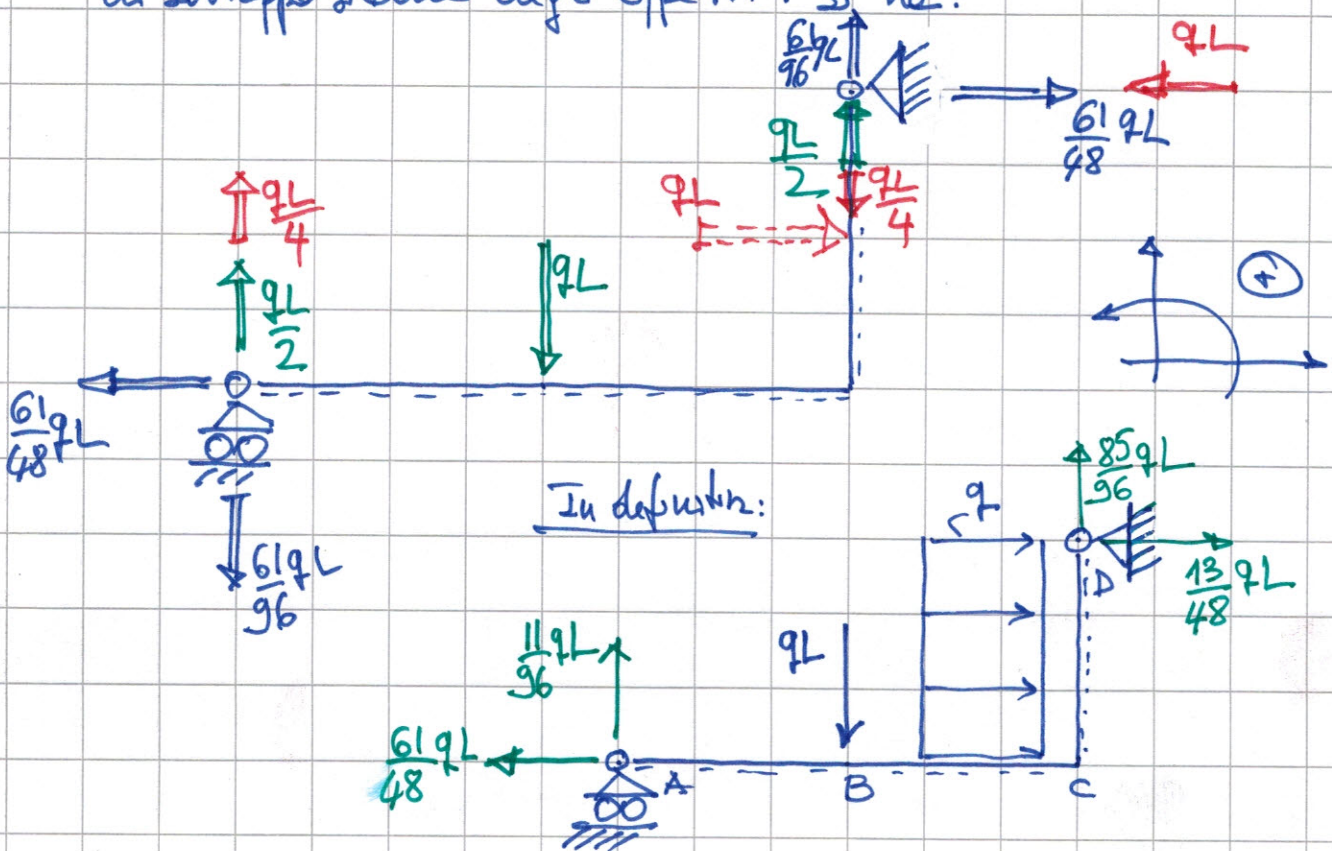 61/96 qL
qL
61/48 qL
qL/2
qL
qL/4
qL/4
qL
qL/2
+
61/48 qL
In definitiva:
61 qL/96
q
85/96 qL
D
13/48 qL
11/96 qL
qL
61/48 qL
A
B
C